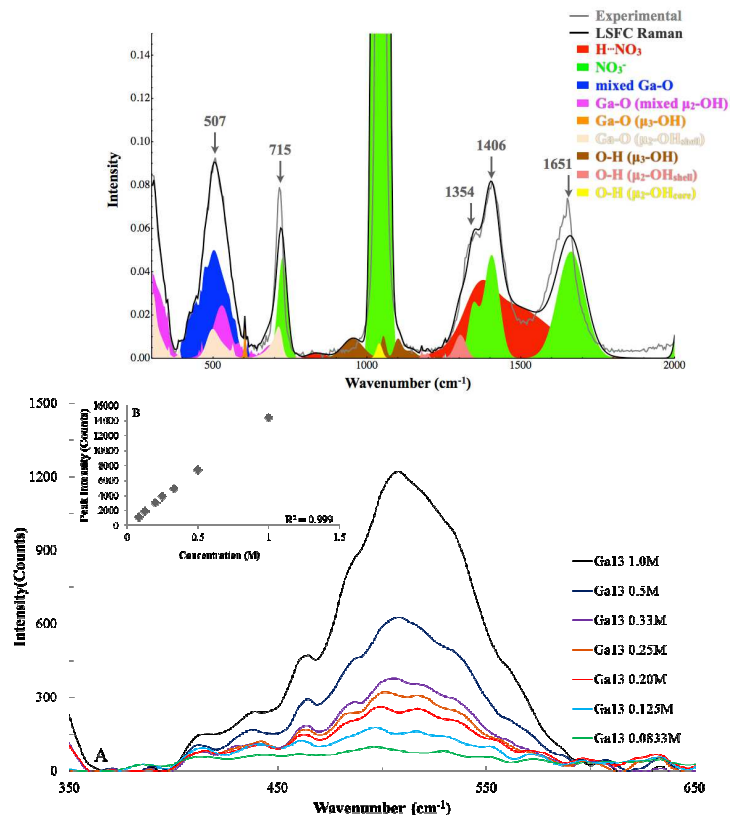 Experimental
LSFC Raman
H···NO₃
NO₃⁻
mixed Ga-O
Ga-O (mixed μ₂-OH)
Ga-O (μ₃-OH)
Ga-O (μ₂-OHshell)
O-H (μ₃-OH)
O-H (μ₂-OHshell)
O-H (μ₂-OHcore)
507
715
1354
1406
1651
Intensity
0.14
0.12
0.10
0.08
0.06
0.04
0.02
0.00
500
1000
1500
2000
Wavenumber (cm⁻¹)
B
Peak Intensity (Counts)
16000
14000
12000
10000
8000
6000
4000
2000
0
0
0.5
1
1.5
R² = 0.999
Concentration (M)
Intensity(Counts)
1500
1200
900
600
300
0
A
350
450
550
650
Wavenumber (cm⁻¹)
Ga13 1.0M
Ga13 0.5M
Ga13 0.33M
Ga13 0.25M
Ga13 0.20M
Ga13 0.125M
Ga13 0.0833M